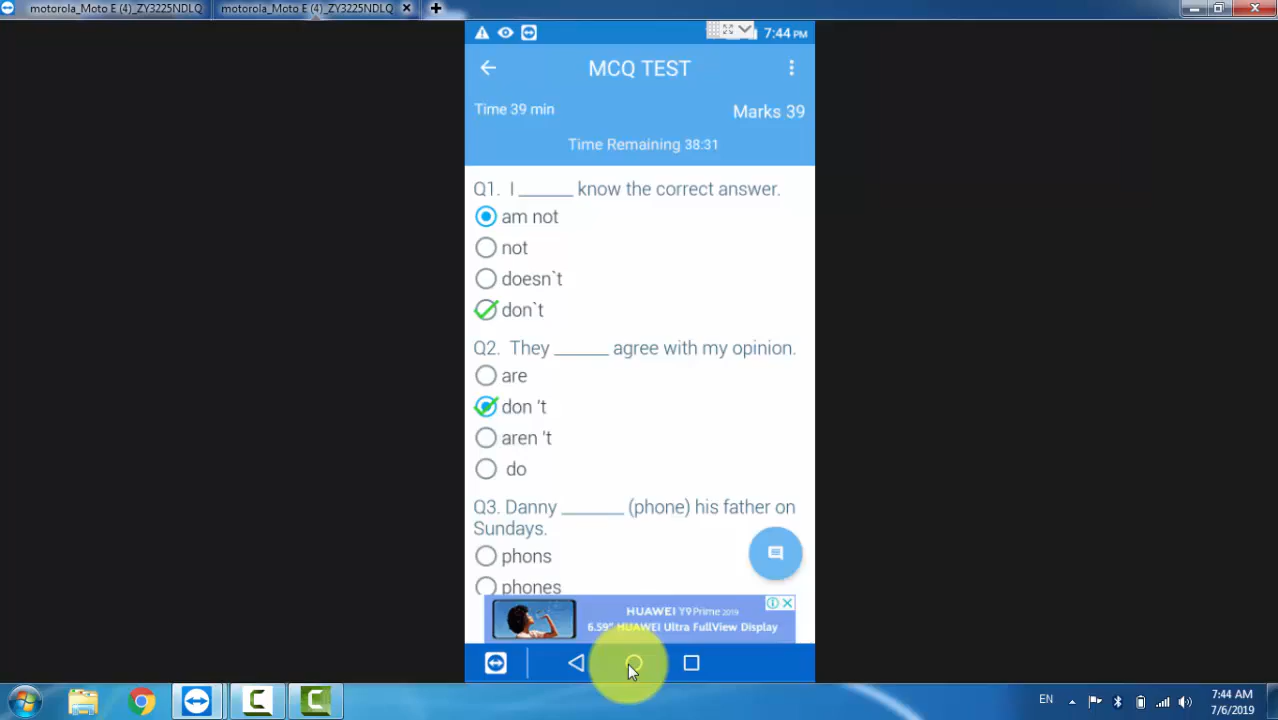 motorola_Moto E (4)_ZY3225NDLQ motorola_Moto E (4)_ZY3225NDLQ
7:44 PM
MCQ TEST
Time 39 min Marks 39
Time Remaining 38:31
Q1. I ______ know the correct answer.
am not
not
doesn`t
don`t
Q2. They ______ agree with my opinion.
are
don 't
aren 't
do
Q3. Danny _______ (phone) his father on
Sundays.
phons
phones
HUAWEI Y9Prime 2019
6.59" HUAWEI Ultra FullView Display
EN
7:44 AM
7/6/2019